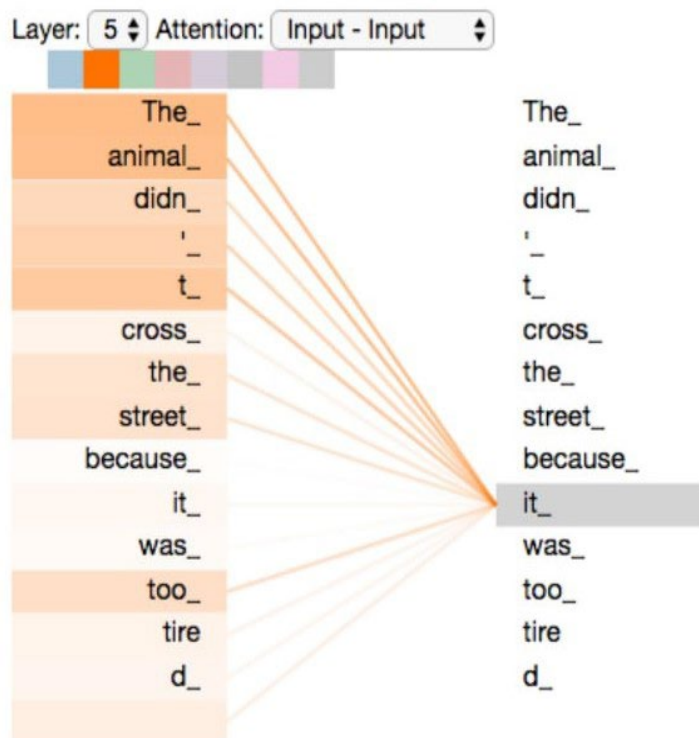 Layer: 5 Attention: Input - Input
The_ The_
animal_ animal_
didn_ didn_
'_ '_
t_ t_
cross_ cross_
the_ the_
street_ street_
because_ because_
it_ it_
was_ was_
too_ too_
tire tire
d_ d_